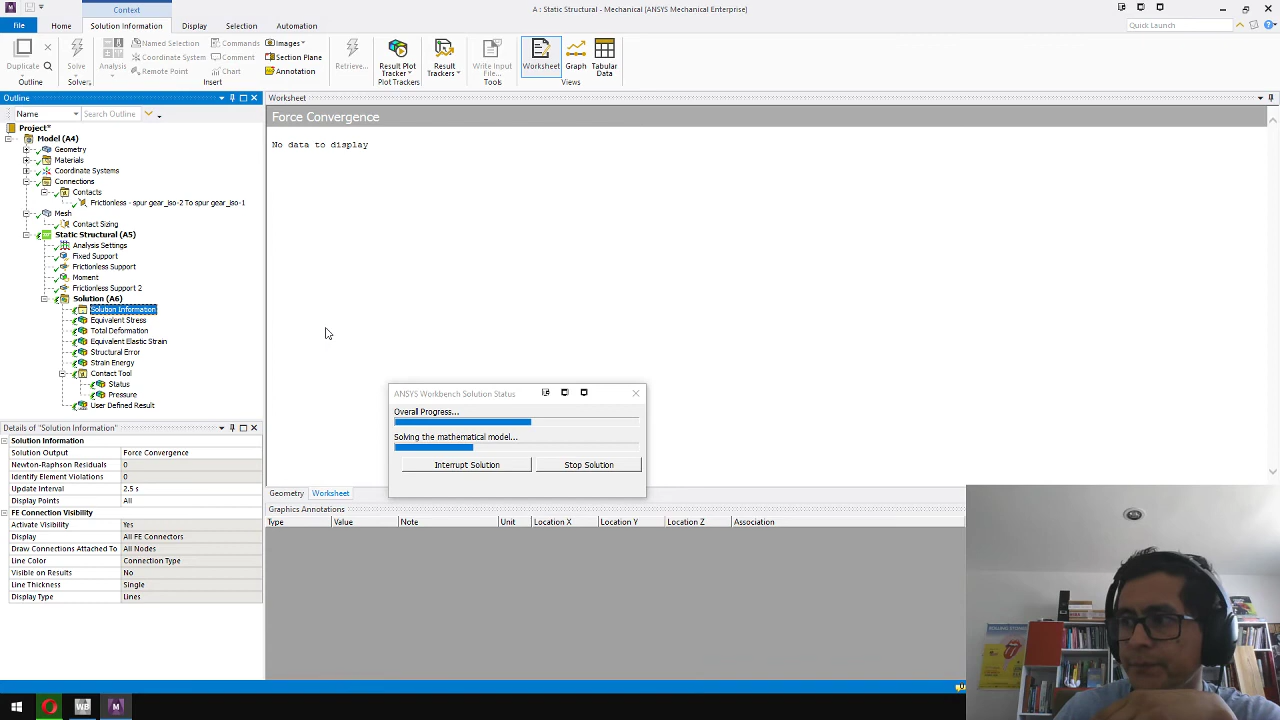 Context
A : Static Structural - Mechanical (ANSYS Mechanical Enterprise)
File
Home
Solution Information
Display
Selection
Automation
Quick Launch
Duplicate
Outline
Solve
Solve
Analysis
Named Selection
Coordinate System
Remote Point
Commands
Comment
Chart
Images
Section Plane
Annotation
Insert
Retrieve...
Result Plot
Tracker
Plot Trackers
Result
Trackers
Write Input
File...
Tools
Worksheet
Graph
Tabular
Data
Views
Outline
Name
Search Outline
Project*
Model (A4)
Geometry
Materials
Coordinate Systems
Connections
Contacts
Frictionless - spur gear_iso-2 To spur gear_iso-1
Mesh
Contact Sizing
Static Structural (A5)
Analysis Settings
Fixed Support
Frictionless Support
Moment
Frictionless Support 2
Solution (A6)
Solution Information
Equivalent Stress
Total Deformation
Equivalent Elastic Strain
Structural Error
Strain Energy
Contact Tool
Status
Pressure
User Defined Result
Worksheet
Force Convergence
No data to display
ANSYS Workbench Solution Status
Overall Progress...
Solving the mathematical model...
Interrupt Solution
Stop Solution
Details of "Solution Information"
Solution Information
Solution Output Force Convergence
Newton-Raphson Residuals 0
Identify Element Violations 0
Update Interval 2.5 s
Display Points All
FE Connection Visibility
Activate Visibility Yes
Display All FE Connectors
Draw Connections Attached To All Nodes
Line Color Connection Type
Visible on Results No
Line Thickness Single
Display Type Lines
Geometry
Worksheet
Graphics Annotations
Type Value Note Unit Location X Location Y Location Z Association
WB
M